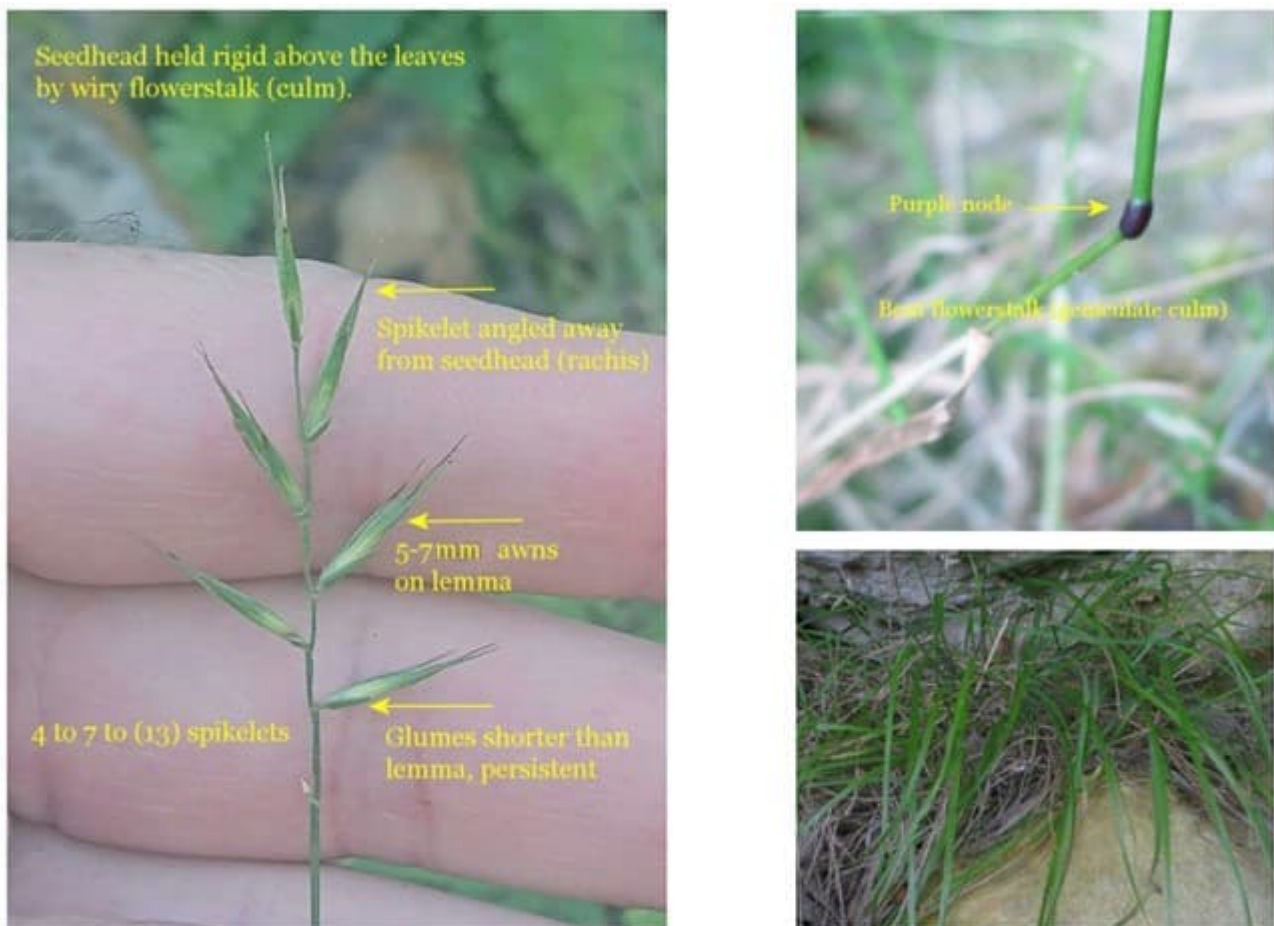 Seedhead held rigid above the leaves
by wiry flowerstalk (culm).
Spikelet angled away
from seedhead (rachis)
5-7mm awns
on lemma
4 to 7 to (13) spikelets
Glumes shorter than
lemma, persistent
Purple node
Bent flowerstalk (geniculate culm)